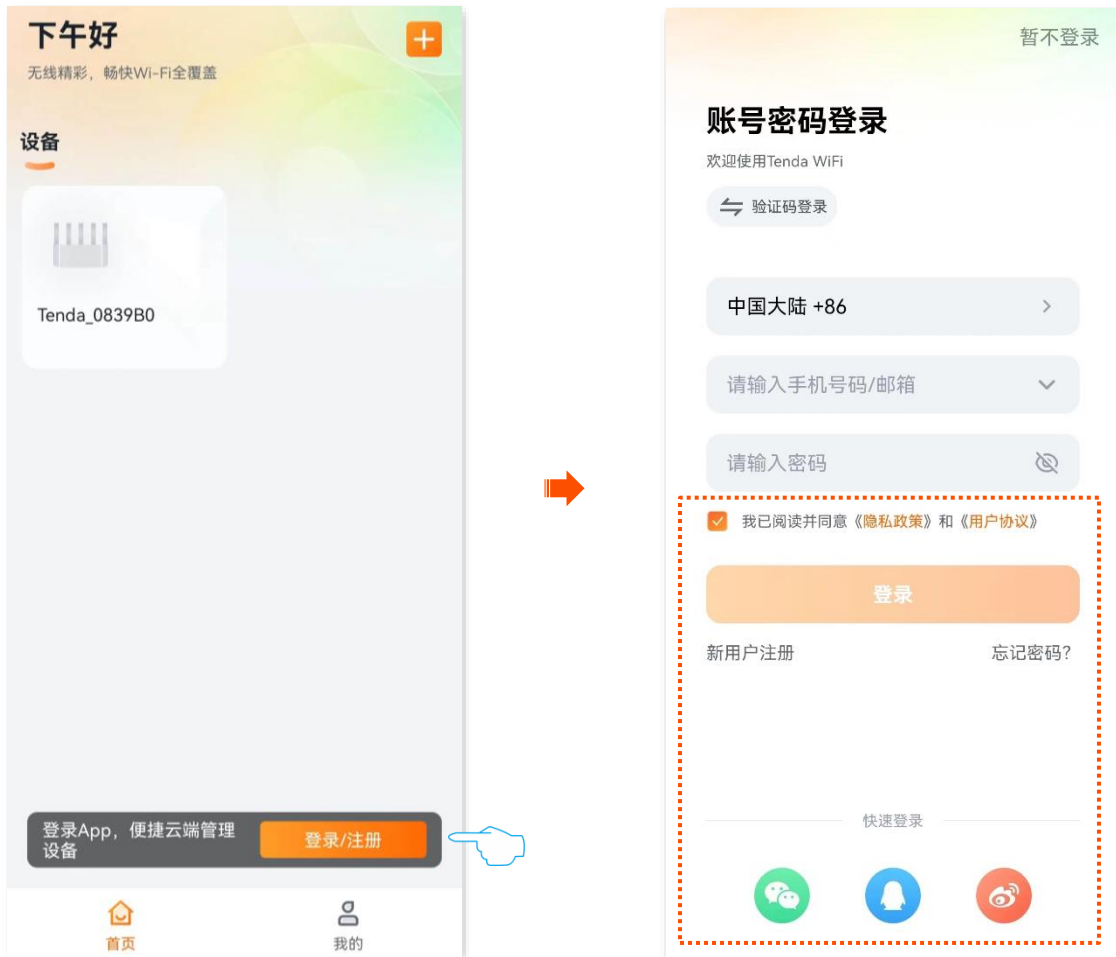 下午好
无线精彩，畅快Wi-Fi全覆盖
设备
Tenda_0839B0
登录App，便捷云端管理
设备
登录/注册
首页
我的
暂不登录
账号密码登录
欢迎使用Tenda WiFi
验证码登录
中国大陆 +86
请输入手机号码/邮箱
请输入密码
我已阅读并同意《隐私政策》和《用户协议》
登录
新用户注册
忘记密码?
快速登录